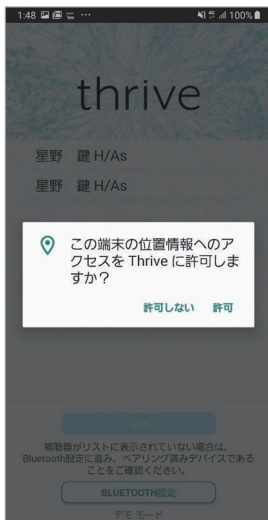 1:48 100%
thrive
星野 鍵 H/As
星野 鍵 H/As
この端末の位置情報へのア
クセスを Thrive に許可しま
すか？
許可しない 許可
補聴器がリストに表示されていない場合は、
Bluetooth設定に進み、ペアリング済みデバイスである
ことをご確認ください。
BLUETOOTH設定
デモ モード